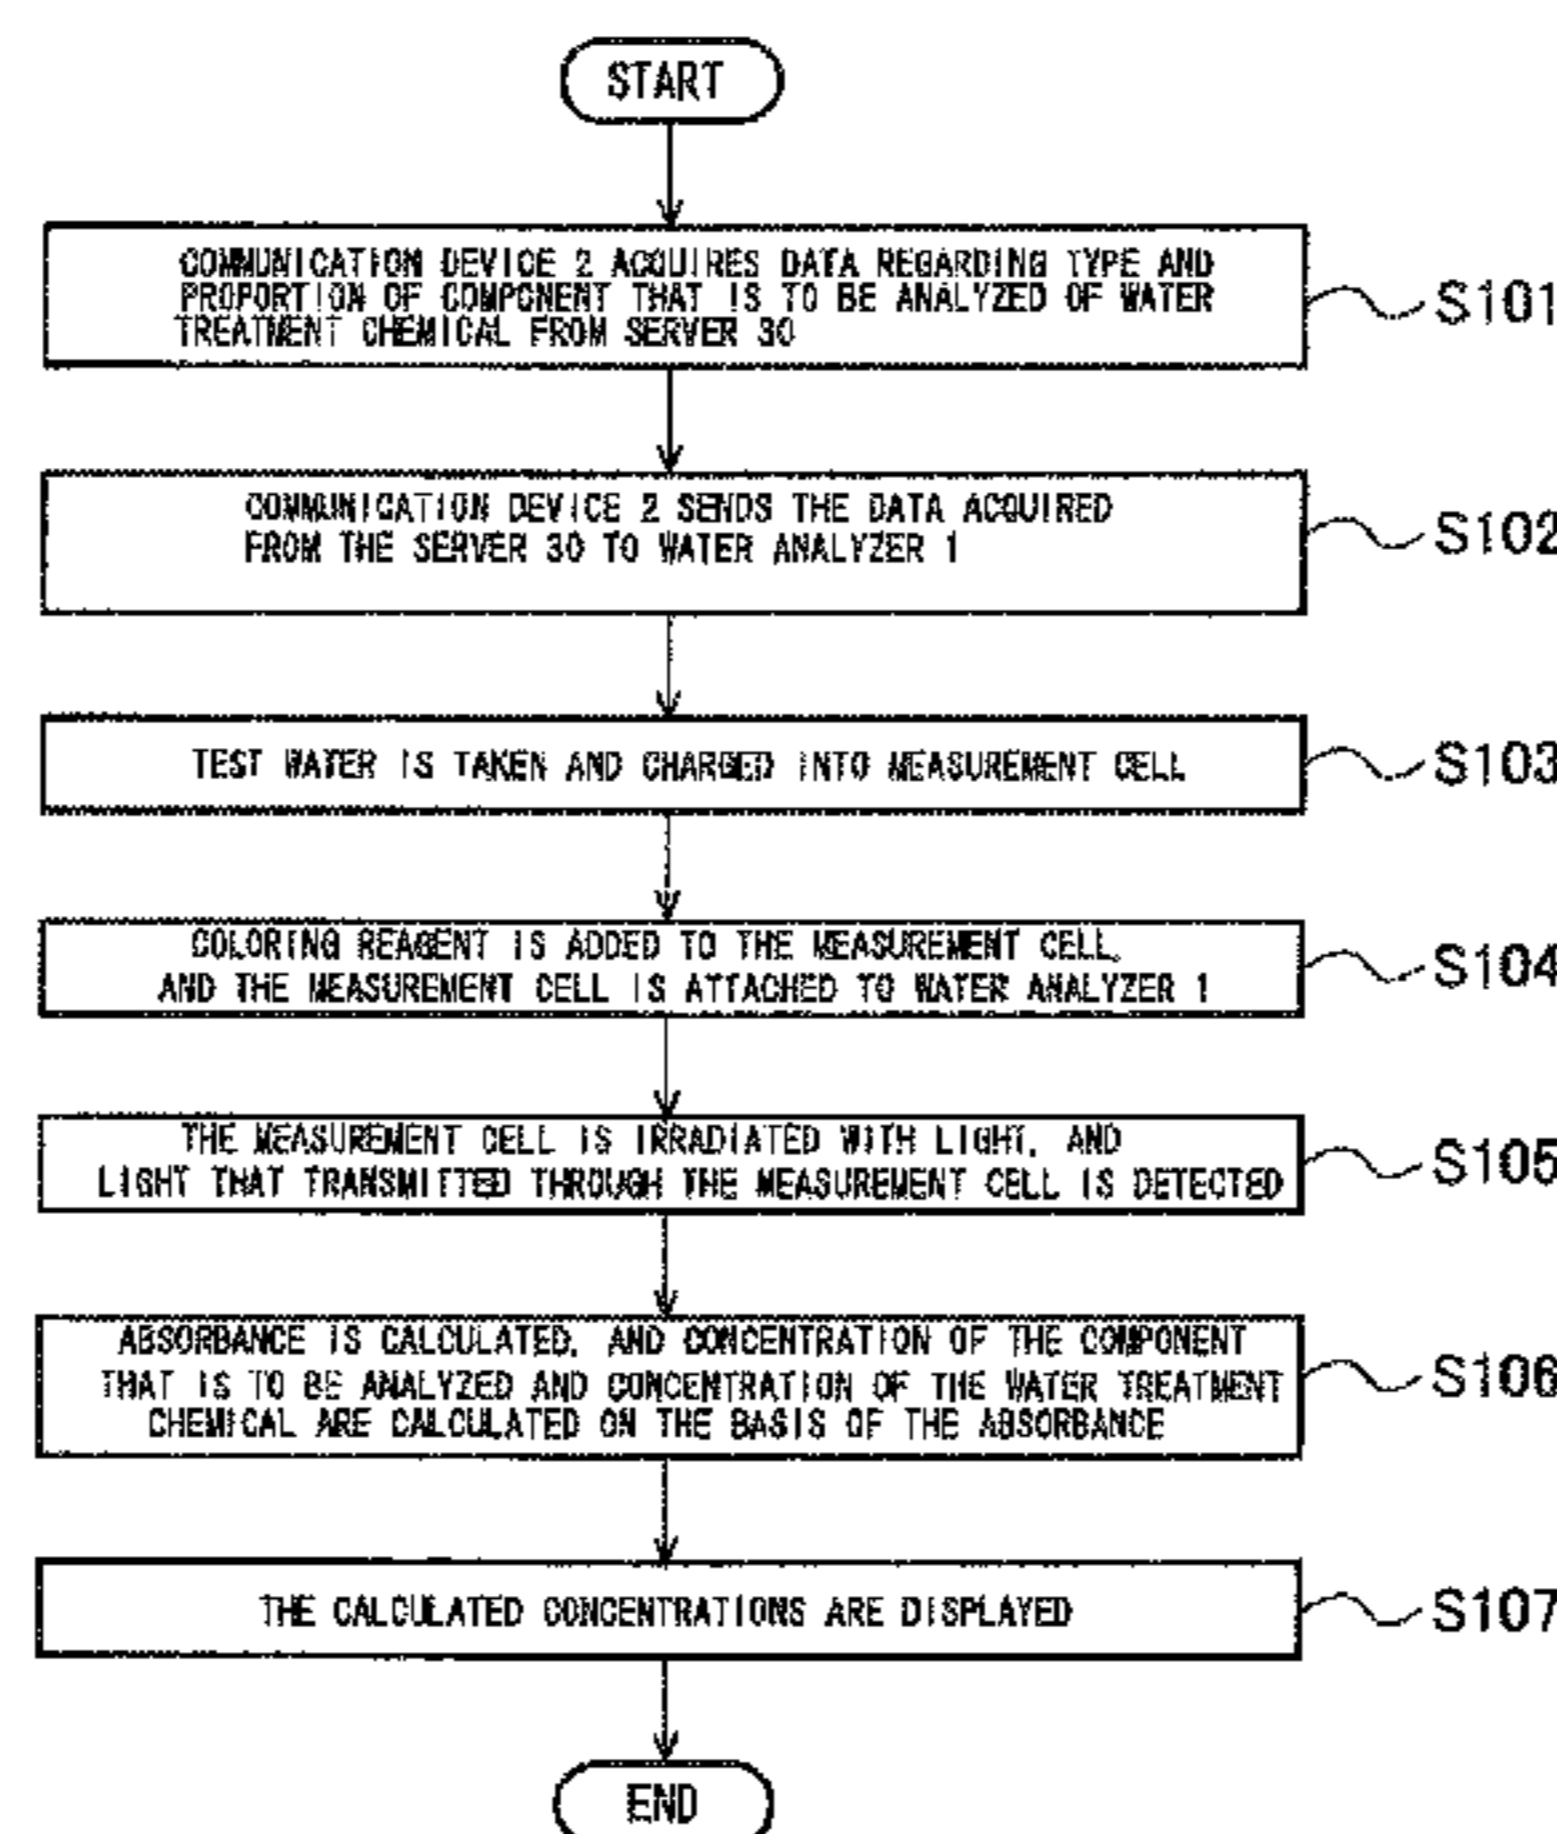 START
COMMUNICATION DEVICE 2 ACQUIRES DATA REGARDING TYPE AND
PROPORTION OF COMPONENT THAT IS TO BE ANALYZED OF WATER
TREATMENT CHEMICAL FROM SERVER 30
S101
COMMUNICATION DEVICE 2 SENDS THE DATA ACQUIRED
FROM THE SERVER 30 TO WATER ANALYZER 1
S102
TEST WATER IS TAKEN AND CHARGED INTO MEASUREMENT CELL
S103
COLORING REAGENT IS ADDED TO THE MEASUREMENT CELL,
AND THE MEASUREMENT CELL IS ATTACHED TO WATER ANALYZER 1
S104
THE MEASUREMENT CELL IS IRRADIATED WITH LIGHT, AND
LIGHT THAT TRANSMITTED THROUGH THE MEASUREMENT CELL IS DETECTED
S105
ABSORBANCE IS CALCULATED, AND CONCENTRATION OF THE COMPONENT
THAT IS TO BE ANALYZED AND CONCENTRATION OF THE WATER TREATMENT
CHEMICAL ARE CALCULATED ON THE BASIS OF THE ABSORBANCE
S106
THE CALCULATED CONCENTRATIONS ARE DISPLAYED
S107
END